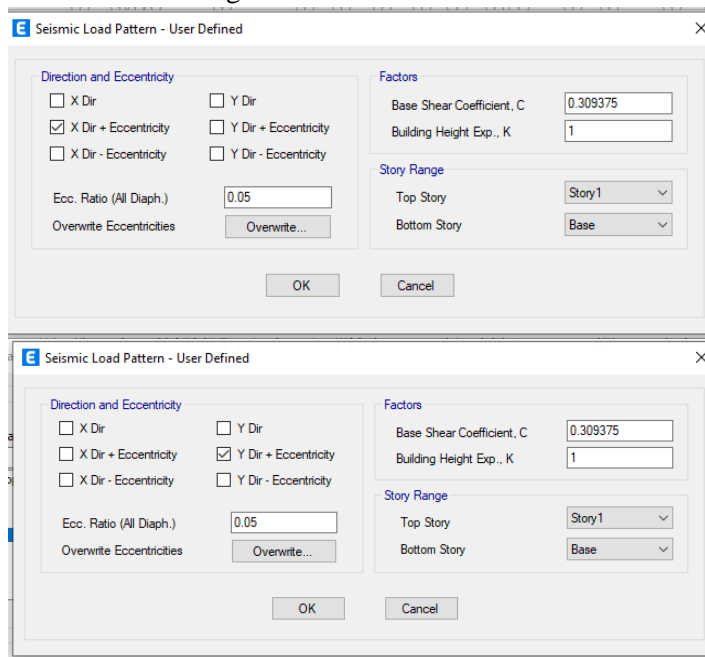 E Seismic Load Pattern - User Defined
Direction and Eccentricity
X Dir Y Dir
X Dir + Eccentricity Y Dir + Eccentricity
X Dir - Eccentricity Y Dir - Eccentricity
Ecc. Ratio (All Diaph.) 0.05
Overwrite Eccentricities Overwrite...
Factors
Base Shear Coefficient, C 0.309375
Building Height Exp., K 1
Story Range
Top Story Story1
Bottom Story Base
OK Cancel
E Seismic Load Pattern - User Defined
Direction and Eccentricity
X Dir Y Dir
X Dir + Eccentricity Y Dir + Eccentricity
X Dir - Eccentricity Y Dir - Eccentricity
Ecc. Ratio (All Diaph.) 0.05
Overwrite Eccentricities Overwrite...
Factors
Base Shear Coefficient, C 0.309375
Building Height Exp., K 1
Story Range
Top Story Story1
Bottom Story Base
OK Cancel